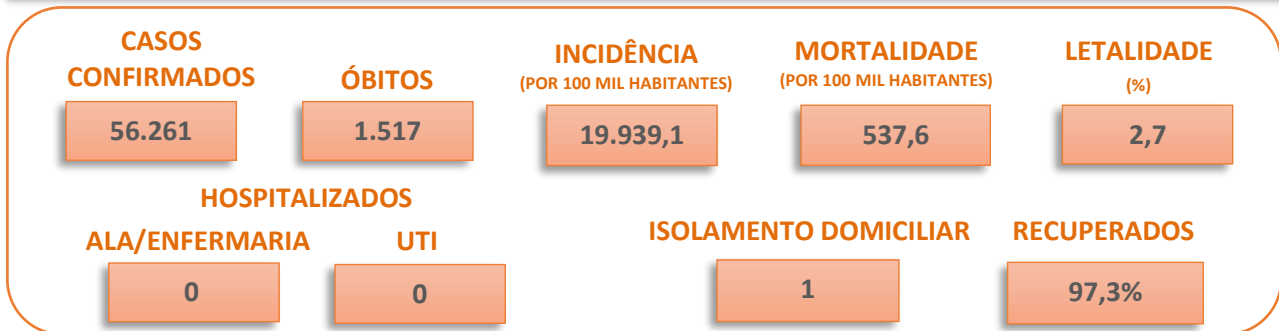 CASOS
CONFIRMADOS
56.261
ÓBITOS
1.517
INCIDÊNCIA
(POR 100 MIL HABITANTES)
19.939,1
MORTALIDADE
(POR 100 MIL HABITANTES)
537,6
LETALIDADE
(%)
2,7
HOSPITALIZADOS
ALA/ENFERMARIA
0
UTI
0
ISOLAMENTO DOMICILIAR
1
RECUPERADOS
97,3%